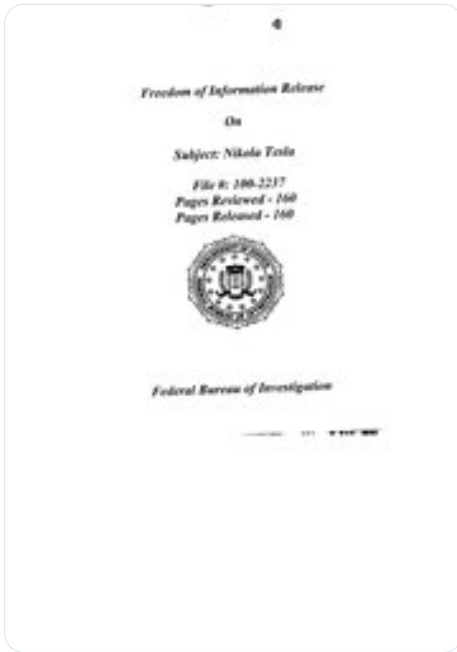 Freedom of Information Release
On
Subject: Nikola Tesla
File #: 100-2237
Pages Reviewed - 160
Pages Released - 160
Federal Bureau of Investigation